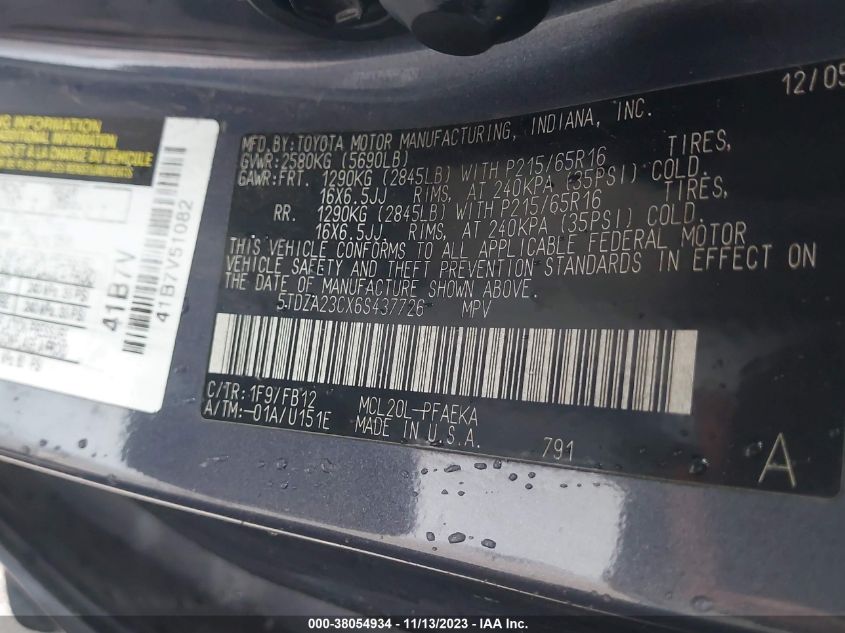 NG INFORMATION
12/05
MFD. BY: TOYOTA MOTOR MANUFACTURING, INDIANA, INC.
GVWR: 2580KG (5690LB)
GAWR: FRT. 1290KG (2845LB) WITH P215/65R16 TIRES,
16X6.5JJ RIMS, AT 240KPA (35PSI) COLD.
RR. 1290KG (2845LB) WITH P215/65R16 TIRES,
16X6.5JJ RIMS, AT 240KPA (35PSI) COLD.
THIS VEHICLE CONFORMS TO ALL APPLICABLE FEDERAL MOTOR
VEHICLE SAFETY AND THEFT PREVENTION STANDARDS IN EFFECT ON
THE DATE OF MANUFACTURE SHOWN ABOVE.
5TDZA23CX6S437726 MPV
C/TR: 1F9/FB12 MCL20L-PFAEKA
A/TM:-01A/U151E MADE IN U.S.A. 791
A
41B7V
41B7V51082
000-38054934 - 11/13/2023 - IAA Inc.